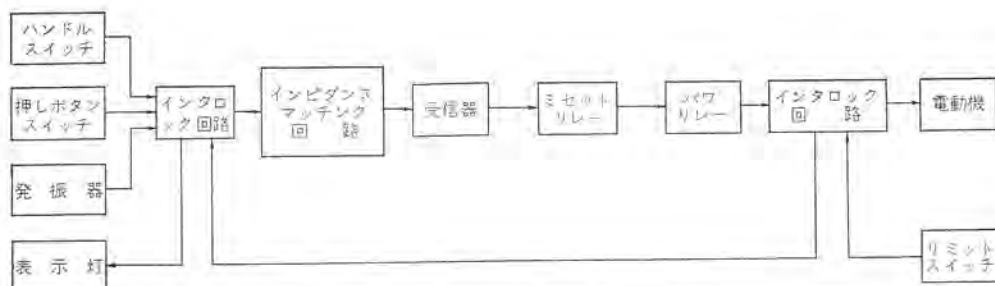 ハンドル
スイッチ
押しボタン
スイッチ
発振器
表示灯
インタロ
ック回路
インピダンス
マッチング
回路
受信器
ミゼット
リレー
パワ
リレー
インタロック
回路
電動機
リミット
スイッチ